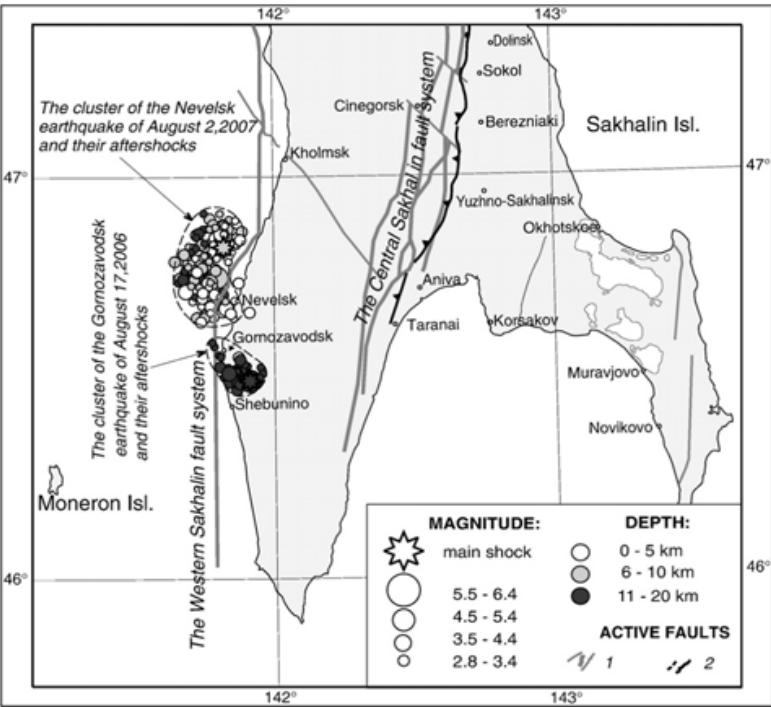 142°
143°
Dolinsk
Sokol
The cluster of the Nevelsk
earthquake of August 2,2007
and their aftershocks
Cinegorsk
Berezniaki
Sakhalin Isl.
Kholmsk
47°
47°
The Central Sakhalin fault system
Yuzhno-Sakhalinsk
Okhotskoe
The cluster of the Gornozavodsk
earthquake of August 17,2006
and their aftershocks
Nevelsk
Aniva
Gornozavodsk
Taranai
Korsakov
Shebunino
Muravjovo
Novikovo
The Western Sakhalin fault system
Moneron Isl.
MAGNITUDE:
main shock
5.5 - 6.4
4.5 - 5.4
3.5 - 4.4
2.8 - 3.4
DEPTH:
0 - 5 km
6 - 10 km
11 - 20 km
ACTIVE FAULTS
1
2
46°
46°
142°
143°